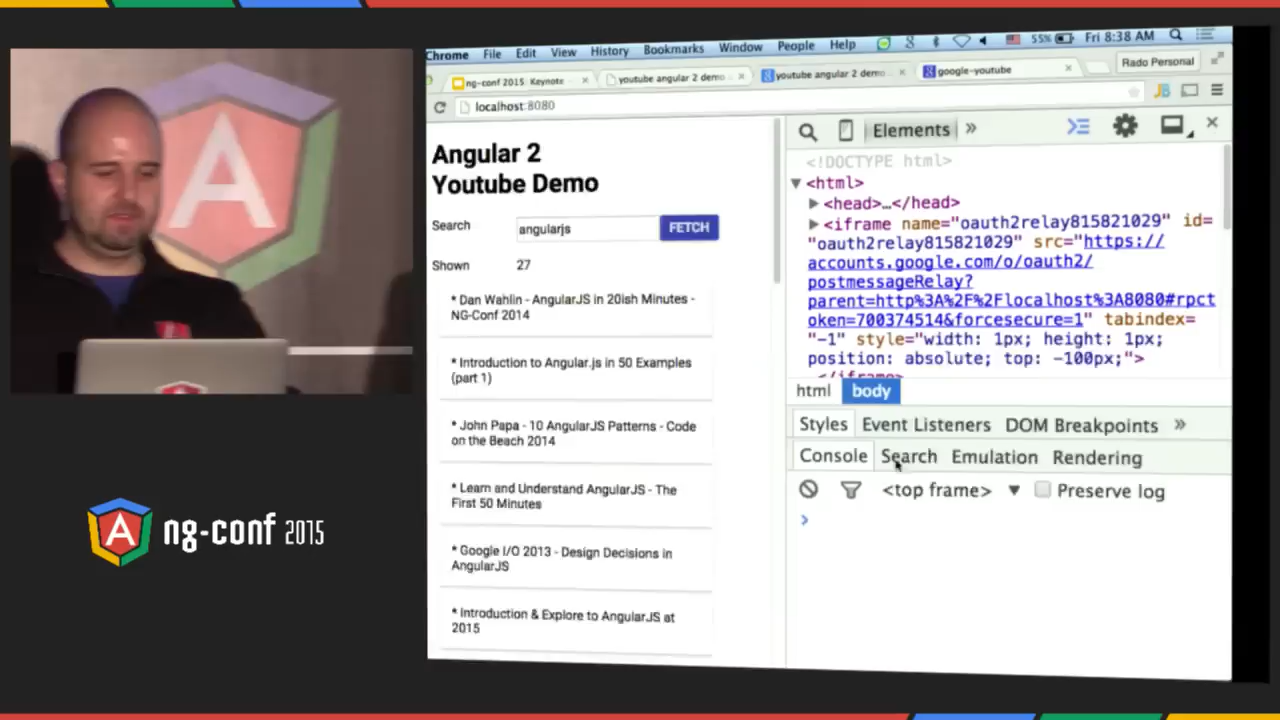 Chrome File Edit View History Bookmarks Window People Help 55% Fri 8:38 AM
ng-conf 2015 Keynote youtube angular 2 demo youtube angular 2 demo google-youtube Rado Personal
localhost:8080
Angular 2
Youtube Demo
Search angularjs FETCH
Shown 27
* Dan Wahlin - AngularJS in 20ish Minutes -
NG-Conf 2014
* Introduction to Angular.js in 50 Examples
(part 1)
* John Papa - 10 AngularJS Patterns - Code
on the Beach 2014
* Learn and Understand AngularJS - The
First 50 Minutes
* Google I/O 2013 - Design Decisions in
AngularJS
* Introduction & Explore to AngularJS at
2015
Elements »
<!DOCTYPE html>
▼<html>
▶<head>…</head>
▶<iframe name="oauth2relay815821029" id=
"oauth2relay815821029" src="https://
accounts.google.com/o/oauth2/
postmessageRelay?
parent=http%3A%2F%2Flocalhost%3A8080#rpct
oken=700374514&forcesecure=1" tabindex=
"-1" style="width: 1px; height: 1px;
position: absolute; top: -100px;">
</iframe>
html body
Styles Event Listeners DOM Breakpoints »
Console Search Emulation Rendering
<top frame> ▼ Preserve log
>
A
A ng-conf 2015